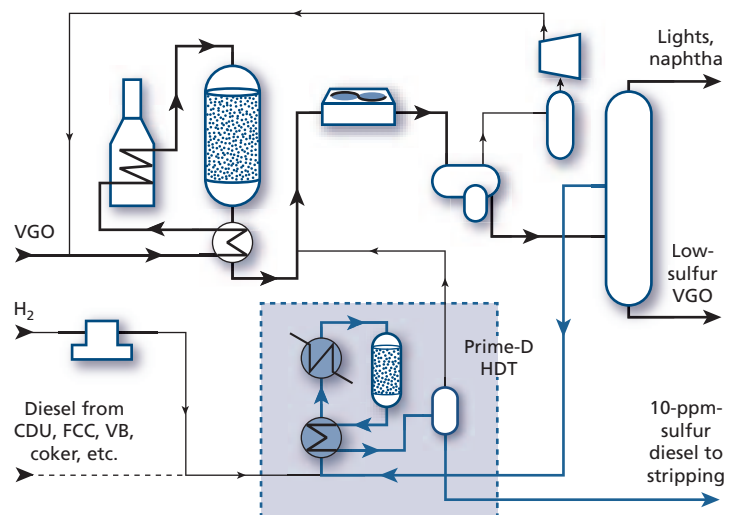 Lights,
naphtha
VGO
Low-
sulfur
VGO
H2
Prime-D
HDT
Diesel from
CDU, FCC, VB,
coker, etc.
10-ppm-
sulfur
diesel to
stripping